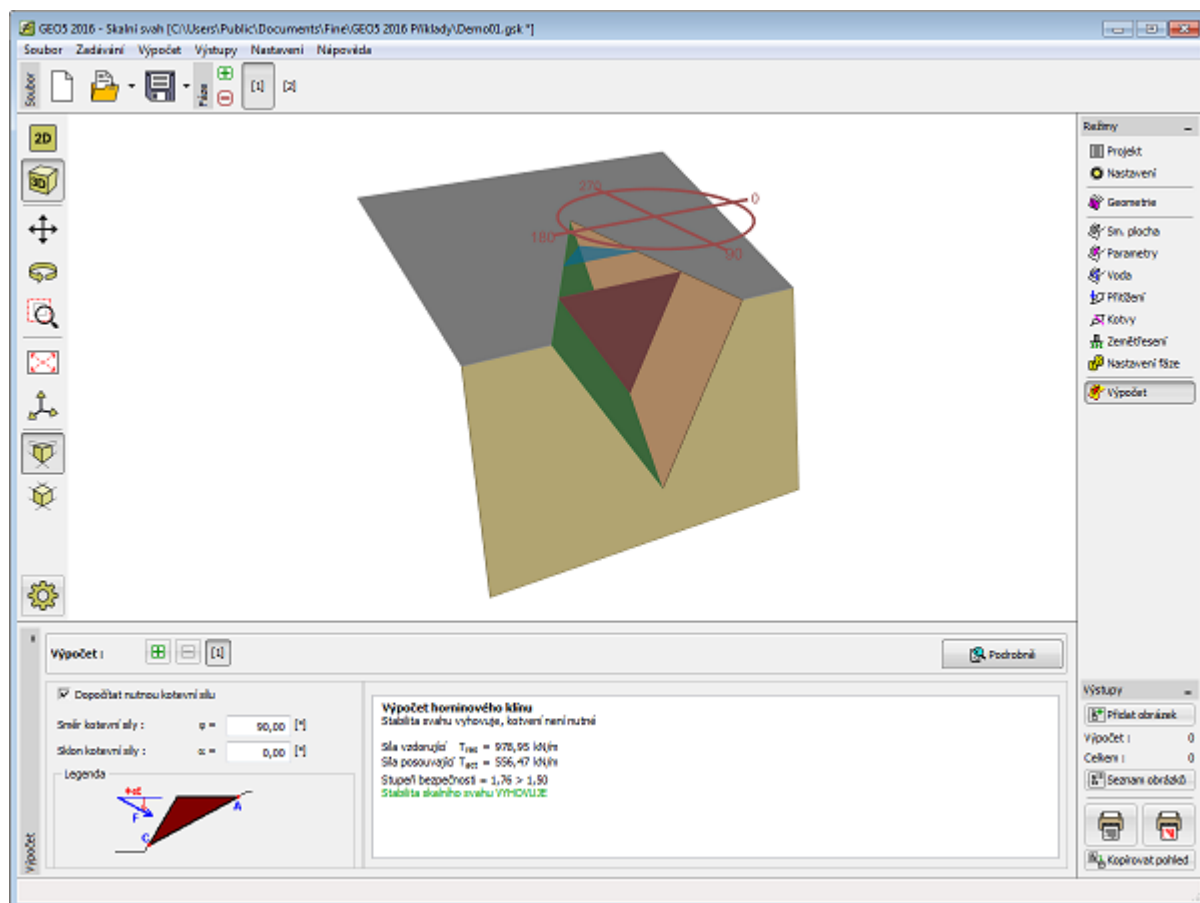 GEO5 2016 - Skalní svah [C:\Users\Public\Documents\Fine\GEO5 2016 Příklady\Demo01.gsk *]
Soubor Zadávání Výpočet Výstupy Nastavení Nápověda
Soubor
Fáze
[1] [2]
2D
3D
270
0
180
90
Režimy
Projekt
Nastavení
Geometrie
Sm. plocha
Parametry
Voda
Přitížení
Kotvy
Zemětřesení
Nastavení fáze
Výpočet
Výpočet :
[1]
Podrobně
Dopočítat nutnou kotevní sílu
Směr kotevní síly : φ = 90,00 [°]
Sklon kotevní síly : α = 0,00 [°]
Legenda
+α
F
A
C
Výpočet horninového klínu
Stabilita svahu vyhovuje, kotvení není nutné
Síla vzdorující Tres = 978,95 kN/m
Síla posouvající Tact = 556,47 kN/m
Stupeň bezpečnosti = 1,76 > 1,50
Stabilita skalního svahu VYHOVUJE
Výpočet
Výstupy
Přidat obrázek
Výpočet : 0
Celkem : 0
Seznam obrázků
Kopírovat pohled